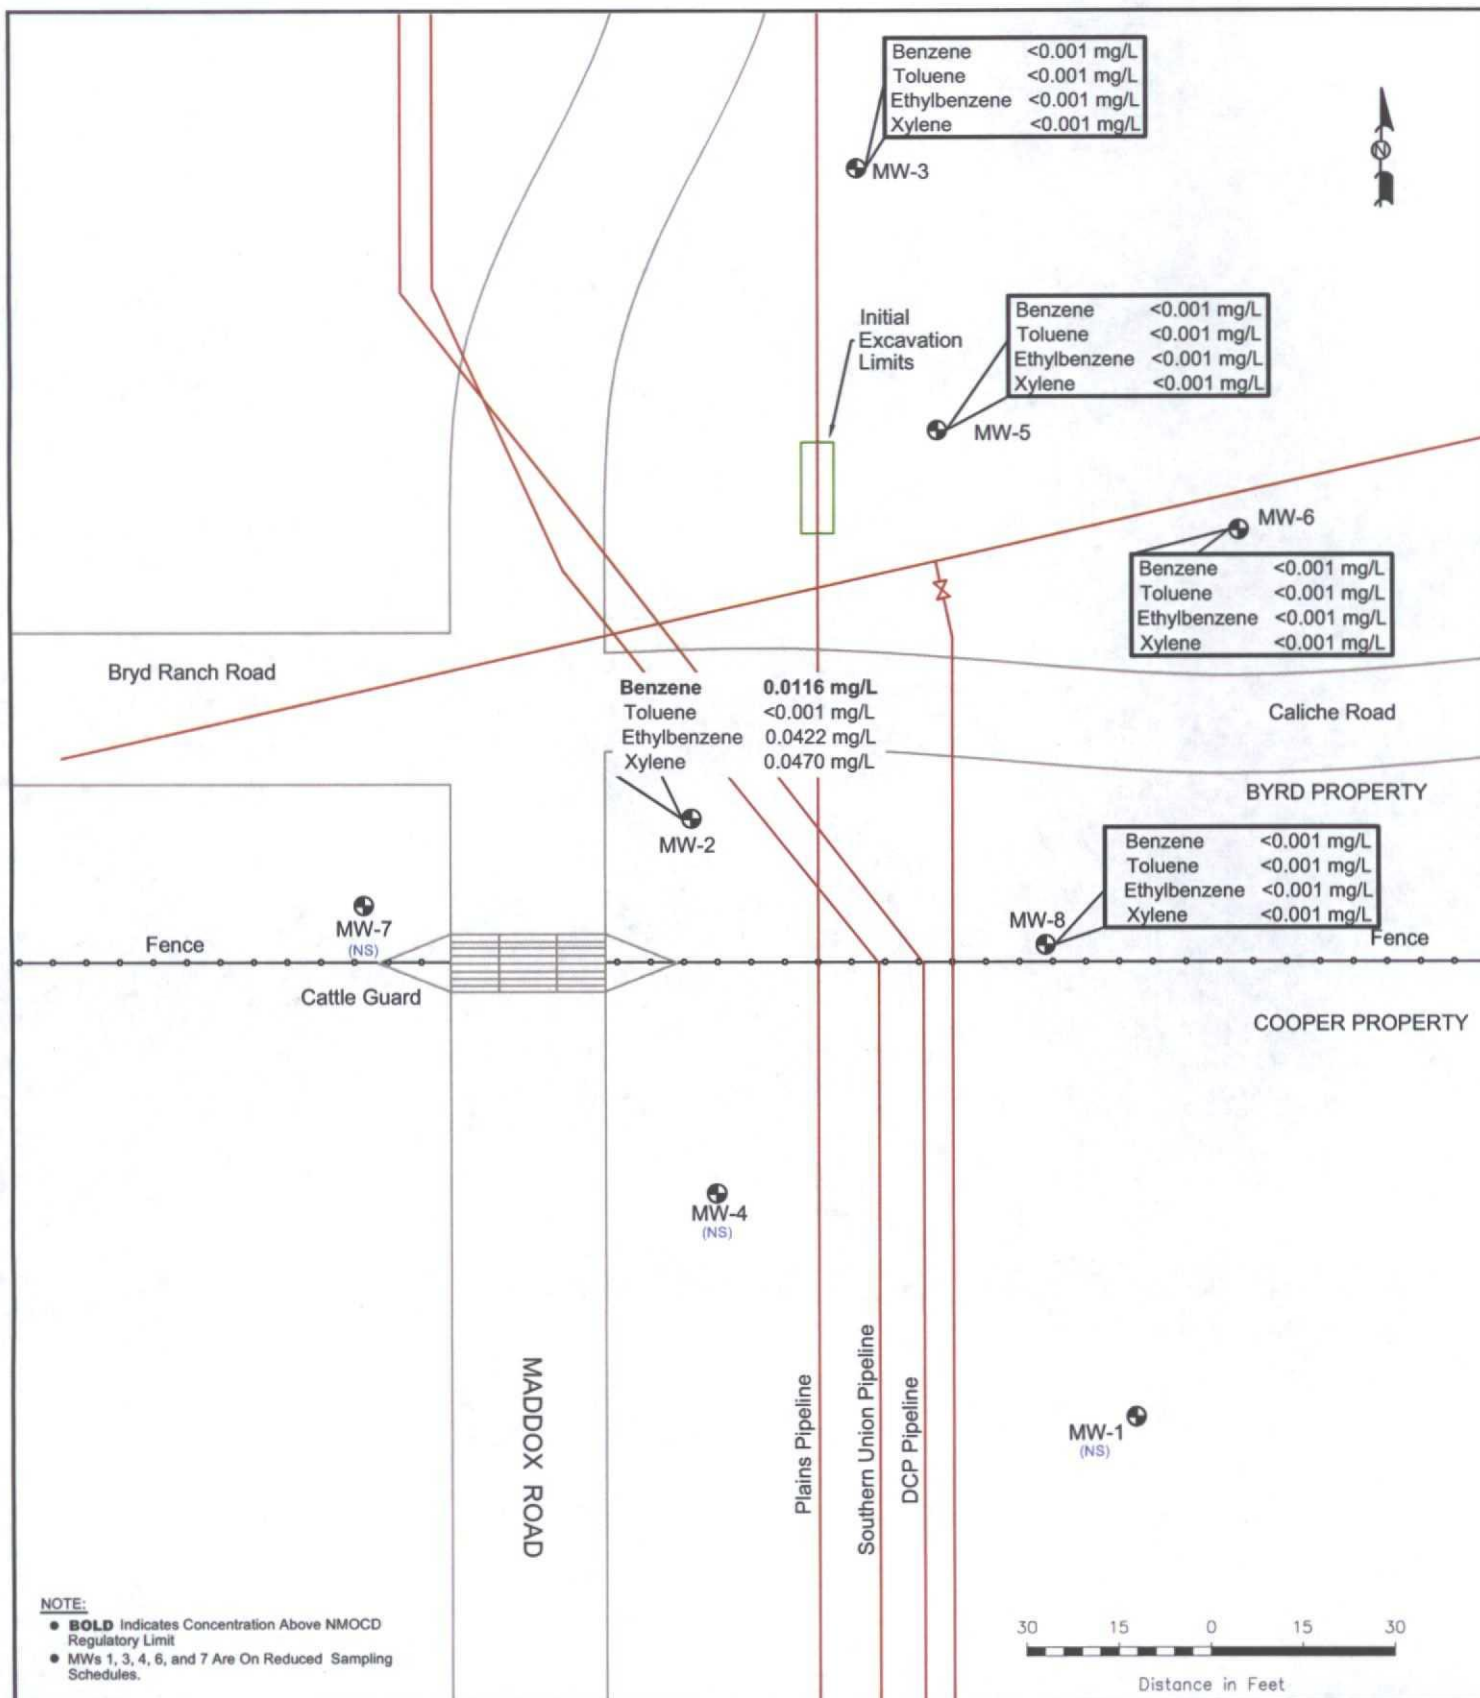 Benzene <0.001 mg/L
Toluene <0.001 mg/L
Ethylbenzene <0.001 mg/L
Xylene <0.001 mg/L
N
MW-3
Benzene <0.001 mg/L
Toluene <0.001 mg/L
Ethylbenzene <0.001 mg/L
Xylene <0.001 mg/L
Initial
Excavation
Limits
MW-5
MW-6
Benzene <0.001 mg/L
Toluene <0.001 mg/L
Ethylbenzene <0.001 mg/L
Xylene <0.001 mg/L
Bryd Ranch Road
Benzene 0.0116 mg/L
Toluene <0.001 mg/L
Ethylbenzene 0.0422 mg/L
Xylene 0.0470 mg/L
Caliche Road
BYRD PROPERTY
MW-2
Benzene <0.001 mg/L
Toluene <0.001 mg/L
Ethylbenzene <0.001 mg/L
Xylene <0.001 mg/L
MW-8
MW-7
(NS)
Fence
Fence
Cattle Guard
COOPER PROPERTY
MW-4
(NS)
MADDOX ROAD
Plains Pipeline
Southern Union Pipeline
DCP Pipeline
MW-1
(NS)
NOTE:
● BOLD Indicates Concentration Above NMOCD
Regulatory Limit
● MWs 1, 3, 4, 6, and 7 Are On Reduced Sampling
Schedules.
30 15 0 15 30
Distance in Feet